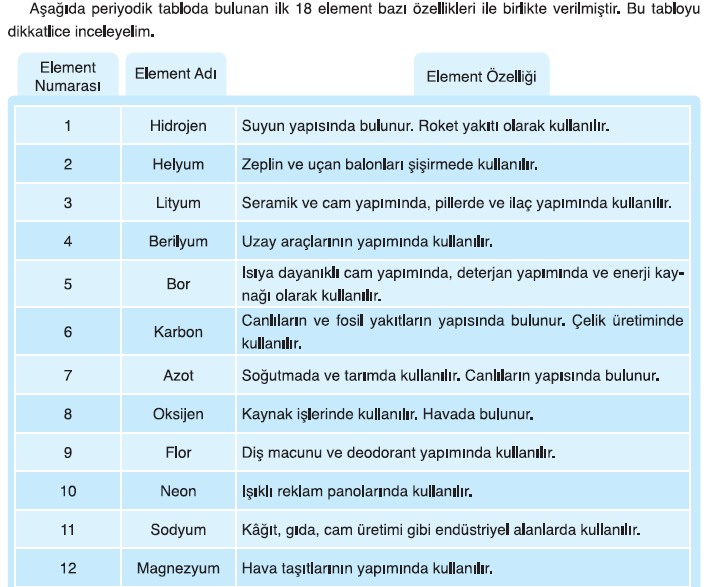 Aşağıda periyodik tabloda bulunan ilk 18 element bazı özellikleri ile birlikte verilmiştir. Bu tabloyu
dikkatlice inceleyelim.
Element
Numarası
Element Adı
Element Özelliği
1 Hidrojen Suyun yapısında bulunur. Roket yakıtı olarak kullanılır.
2 Helyum Zeplin ve uçan balonları şişirmede kullanılır.
3 Lityum Seramik ve cam yapımında, pillerde ve ilaç yapımında kullanılır.
4 Berilyum Uzay araçlarının yapımında kullanılır.
5 Bor Isıya dayanıklı cam yapımında, deterjan yapımında ve enerji kay-
nağı olarak kullanılır.
6 Karbon Canlıların ve fosil yakıtların yapısında bulunur. Çelik üretiminde
kullanılır.
7 Azot Soğutmada ve tarımda kullanılır. Canlıların yapısında bulunur.
8 Oksijen Kaynak işlerinde kullanılır. Havada bulunur.
9 Flor Diş macunu ve deodorant yapımında kullanılır.
10 Neon Işıklı reklam panolarında kullanılır.
11 Sodyum Kâğıt, gıda, cam üretimi gibi endüstriyel alanlarda kullanılır.
12 Magnezyum Hava taşıtlarının yapımında kullanılır.